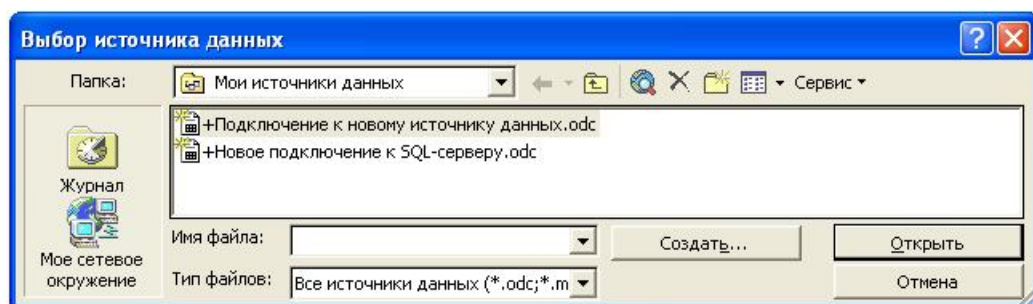 Выбор источника данных
Папка: Мои источники данных Сервис
+Подключение к новому источнику данных.odc
+Новое подключение к SQL-серверу.odc
Журнал
Мое сетевое
окружение
Имя файла: Создать... Открыть
Тип файлов: Все источники данных (*.odc;*.m Отмена